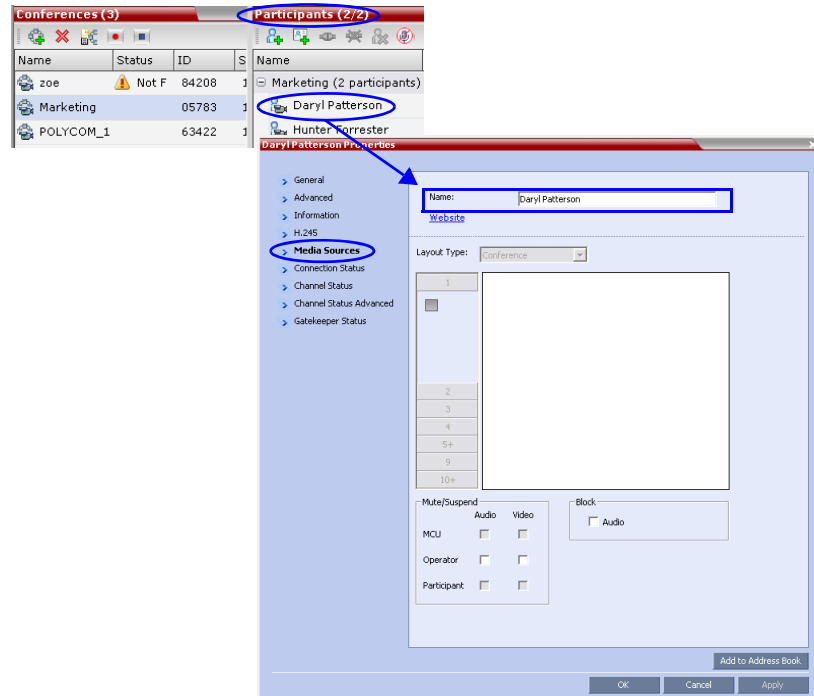 Conferences (3)
Participants (2/2)
Name Status ID S
zoe Not F 84208 1
Marketing 05783 1
POLYCOM_1 63422 1
Name
Marketing (2 participants)
Daryl Patterson
Hunter Forrester
Daryl Patterson Properties
General
Advanced
Information
H.245
Media Sources
Connection Status
Channel Status
Channel Status Advanced
Gatekeeper Status
Name: Daryl Patterson
Website
Layout Type: Conference
1
2
3
4
5+
9
10+
Mute/Suspend
Audio Video
MCU
Operator
Participant
Block
Audio
Add to Address Book
OK Cancel Apply